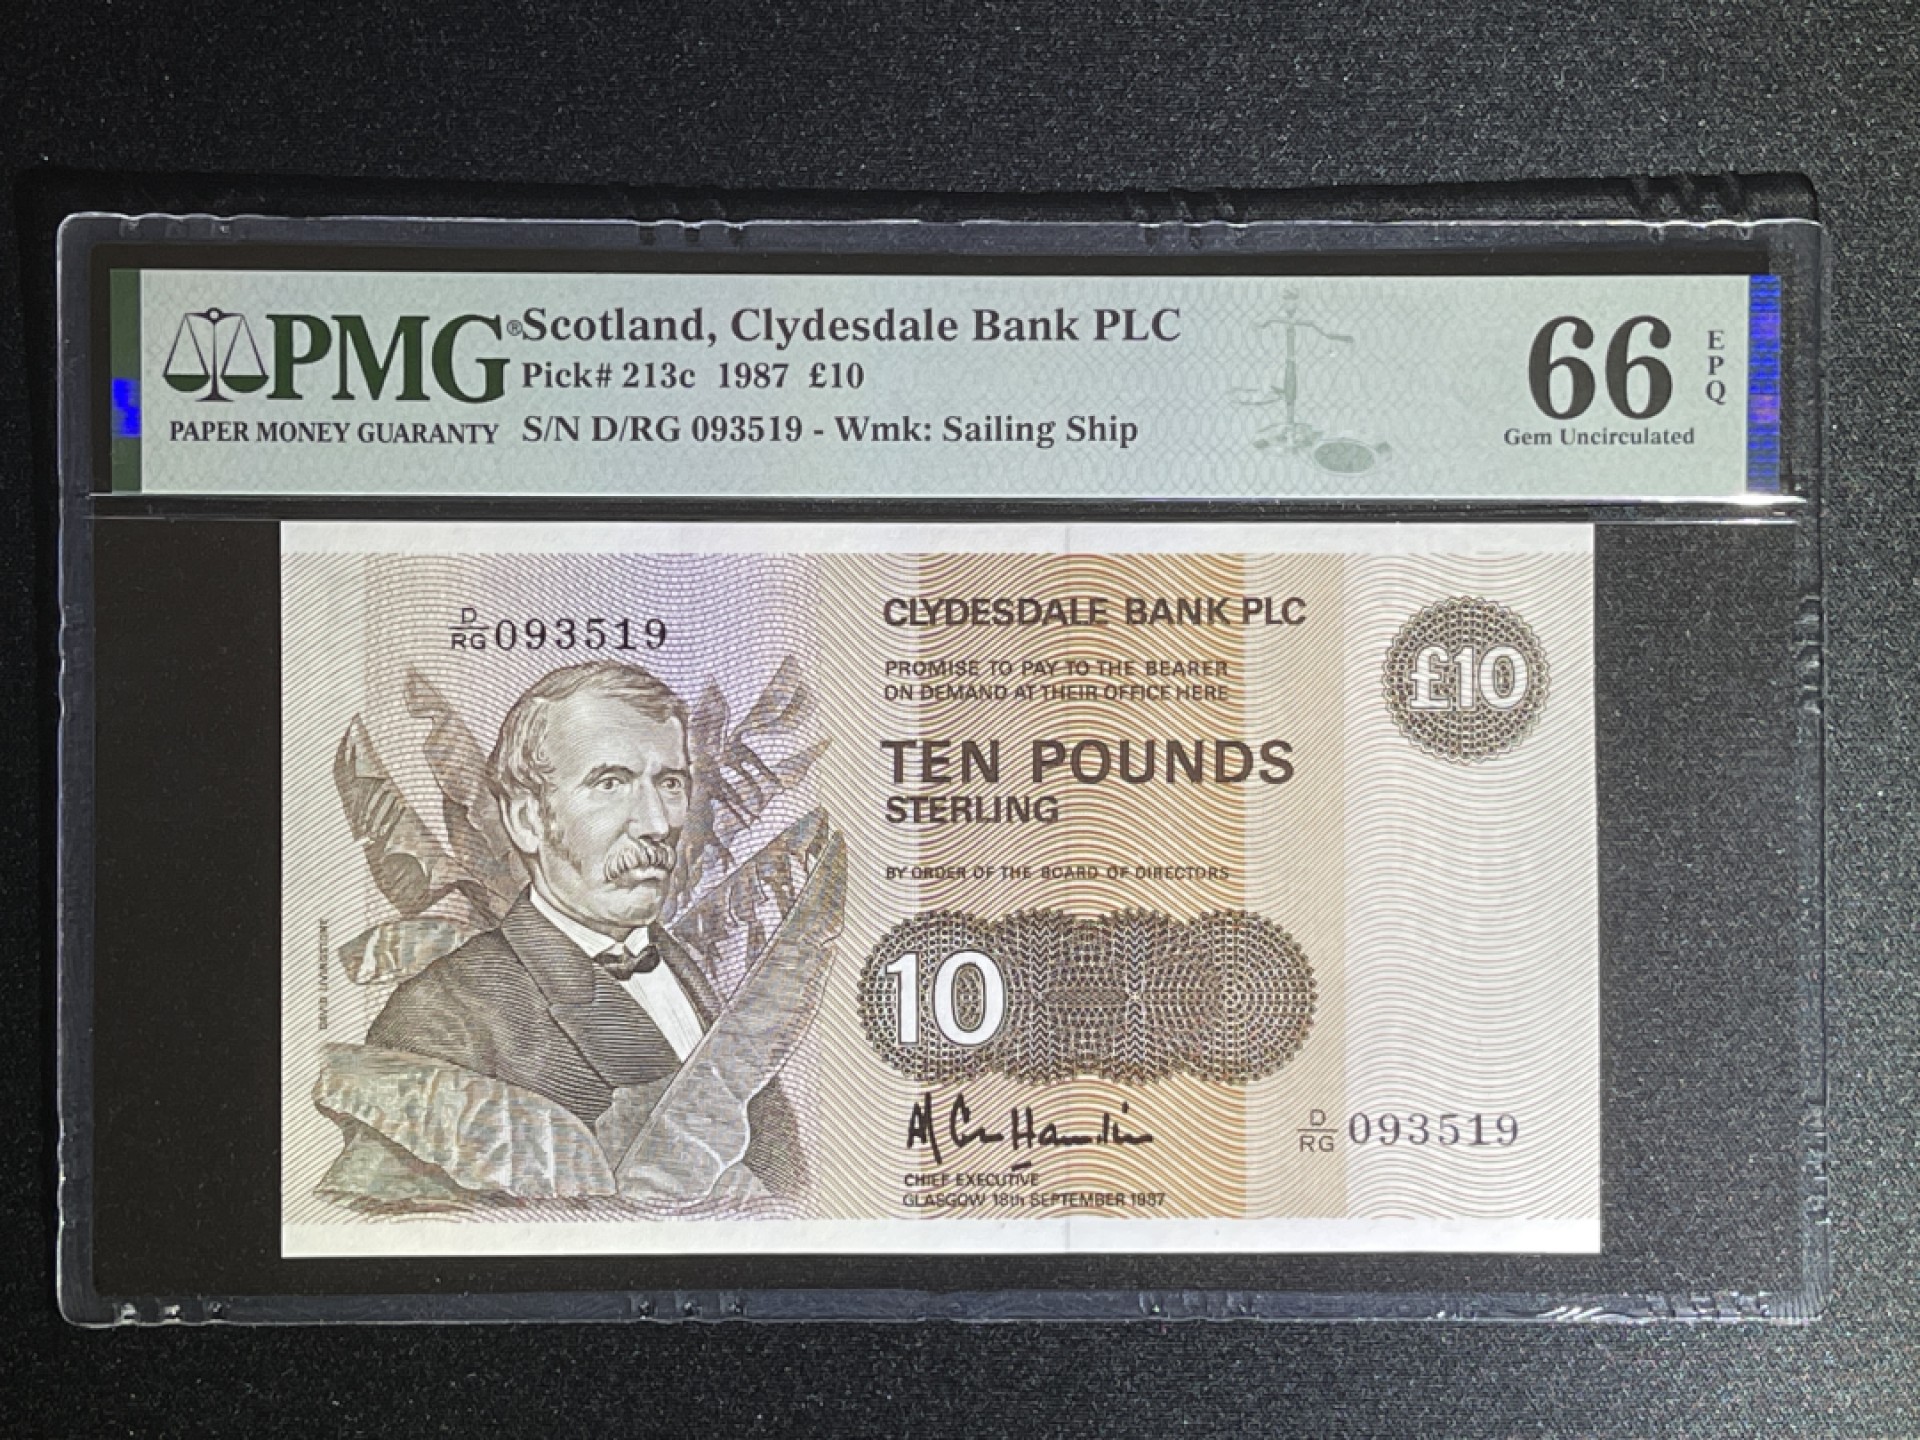 PMG®
PAPER MONEY GUARANTY
Scotland, Clydesdale Bank PLC
Pick# 213c 1987 £10
S/N D/RG 093519 - Wmk: Sailing Ship
66
EPQ
Gem Uncirculated
D/RG 093519
CLYDESDALE BANK PLC
PROMISE TO PAY TO THE BEARER
ON DEMAND AT THEIR OFFICE HERE
£10
TEN POUNDS
STERLING
BY ORDER OF THE BOARD OF DIRECTORS
DAVID LIVINGSTONE
10
CHIEF EXECUTIVE
GLASGOW 18th SEPTEMBER 1987
D/RG 093519